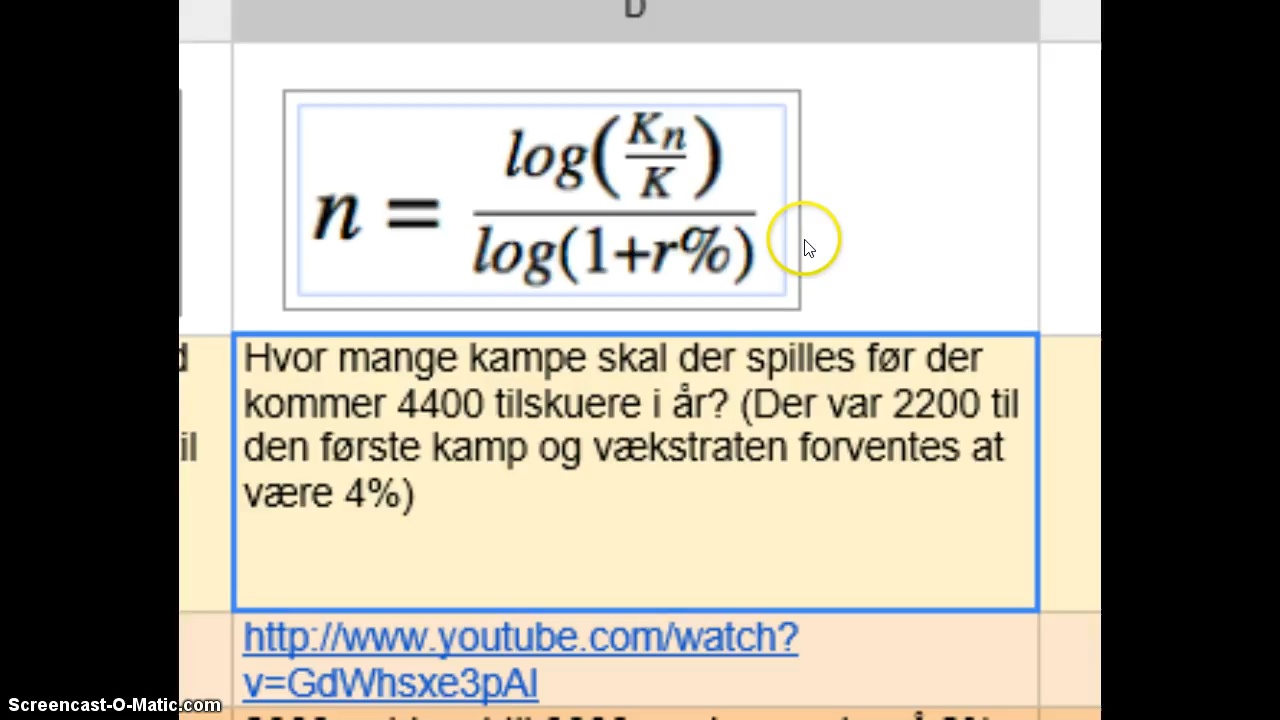 D
n = log(Kn/K) / log(1+r%)
d
Hvor mange kampe skal der spilles før der
kommer 4400 tilskuere i år? (Der var 2200 til
il
den første kamp og vækstraten forventes at
være 4%)
http://www.youtube.com/watch?
v=GdWhsxe3pAI
Screencast-O-Matic.com